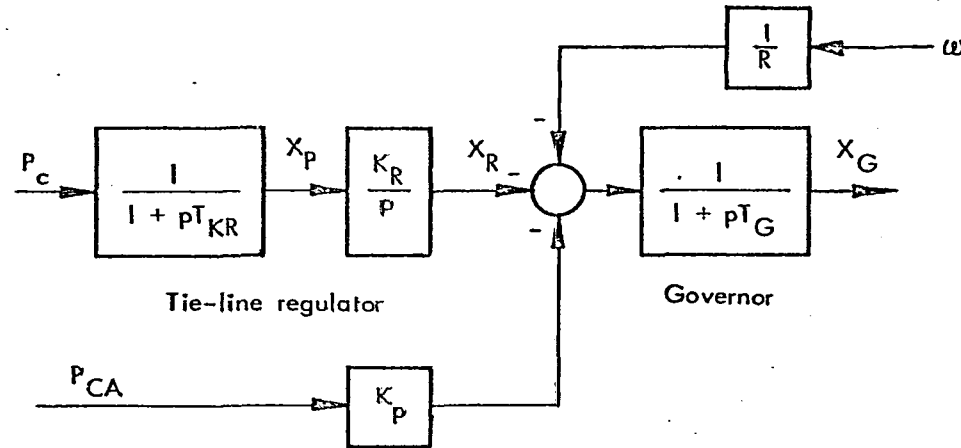 1
R
ω
P_c
1
1 + pT_KR
X_P
K_R
p
X_R
-
-
-
1
1 + pT_G
X_G
Tie-line regulator
Governor
P_CA
K_p